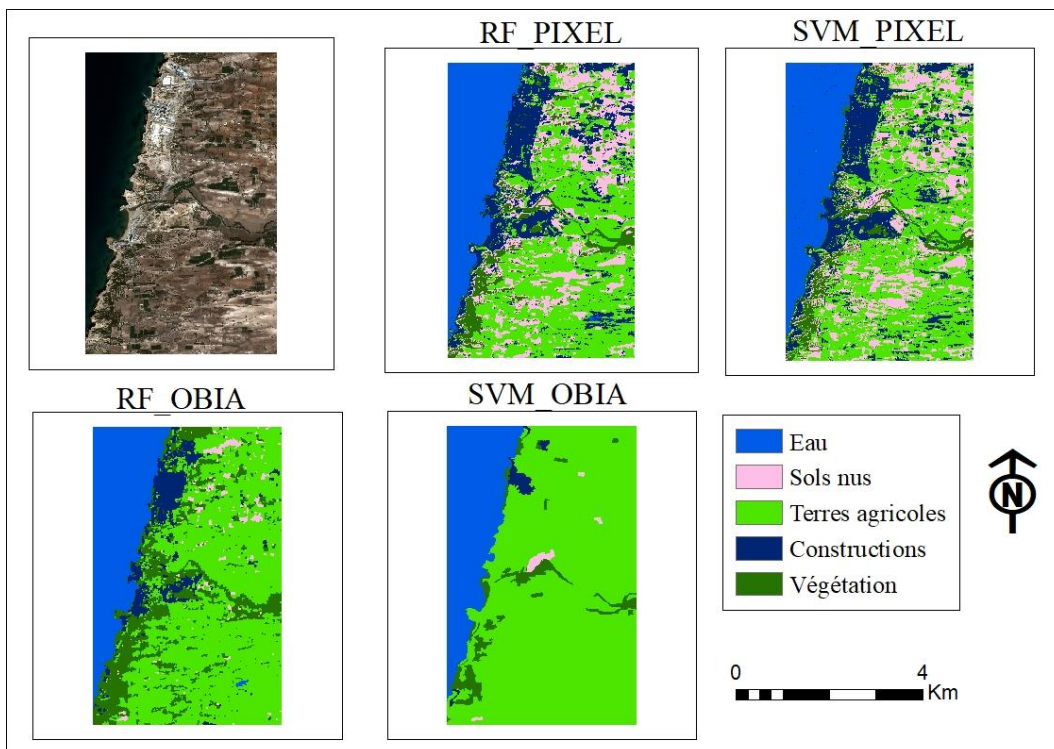 RF_PIXEL
SVM_PIXEL
RF_OBIA
SVM_OBIA
Eau
Sols nus
Terres agricoles
Constructions
Végétation
N
0 4
Km